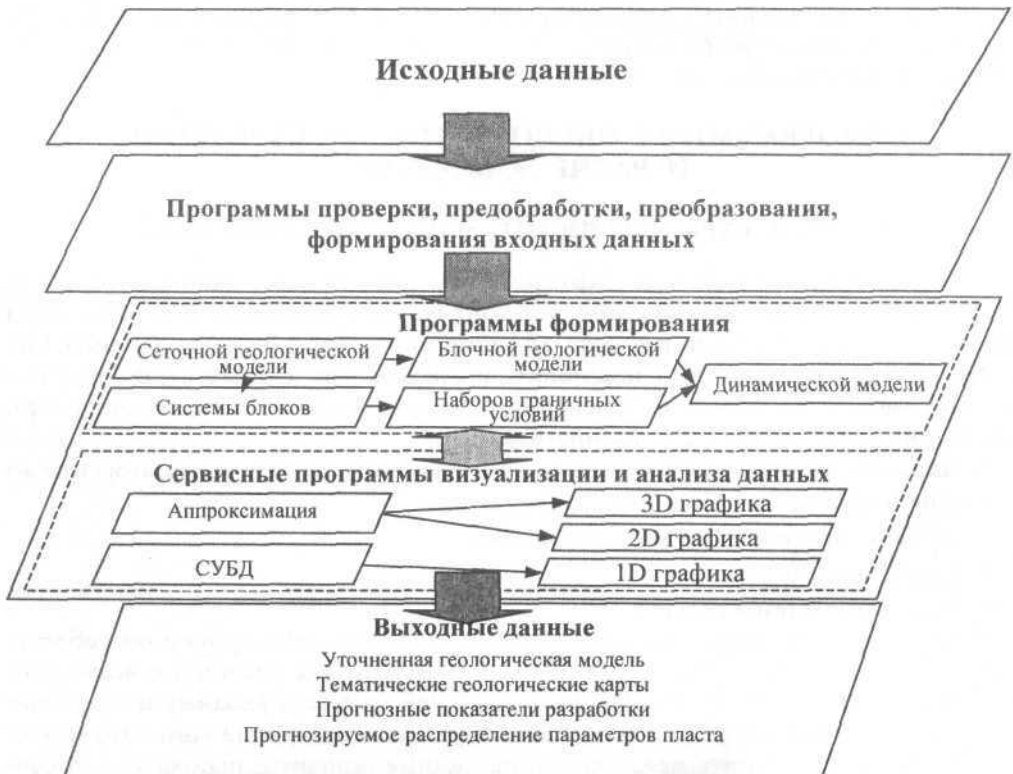 Исходные данные
Программы проверки, предобработки, преобразования,
формирования входных данных
Программы формирования
Сеточной геологической
модели
Блочной геологической
модели
Динамической модели
Системы блоков
Наборов граничных
условий
Сервисные программы визуализации и анализа данных
Аппроксимация
3D графика
2D графика
СУБД
1D графика
Выходные данные
Уточненная геологическая модель
Тематические геологические карты
Прогнозные показатели разработки
Прогнозируемое распределение параметров пласта